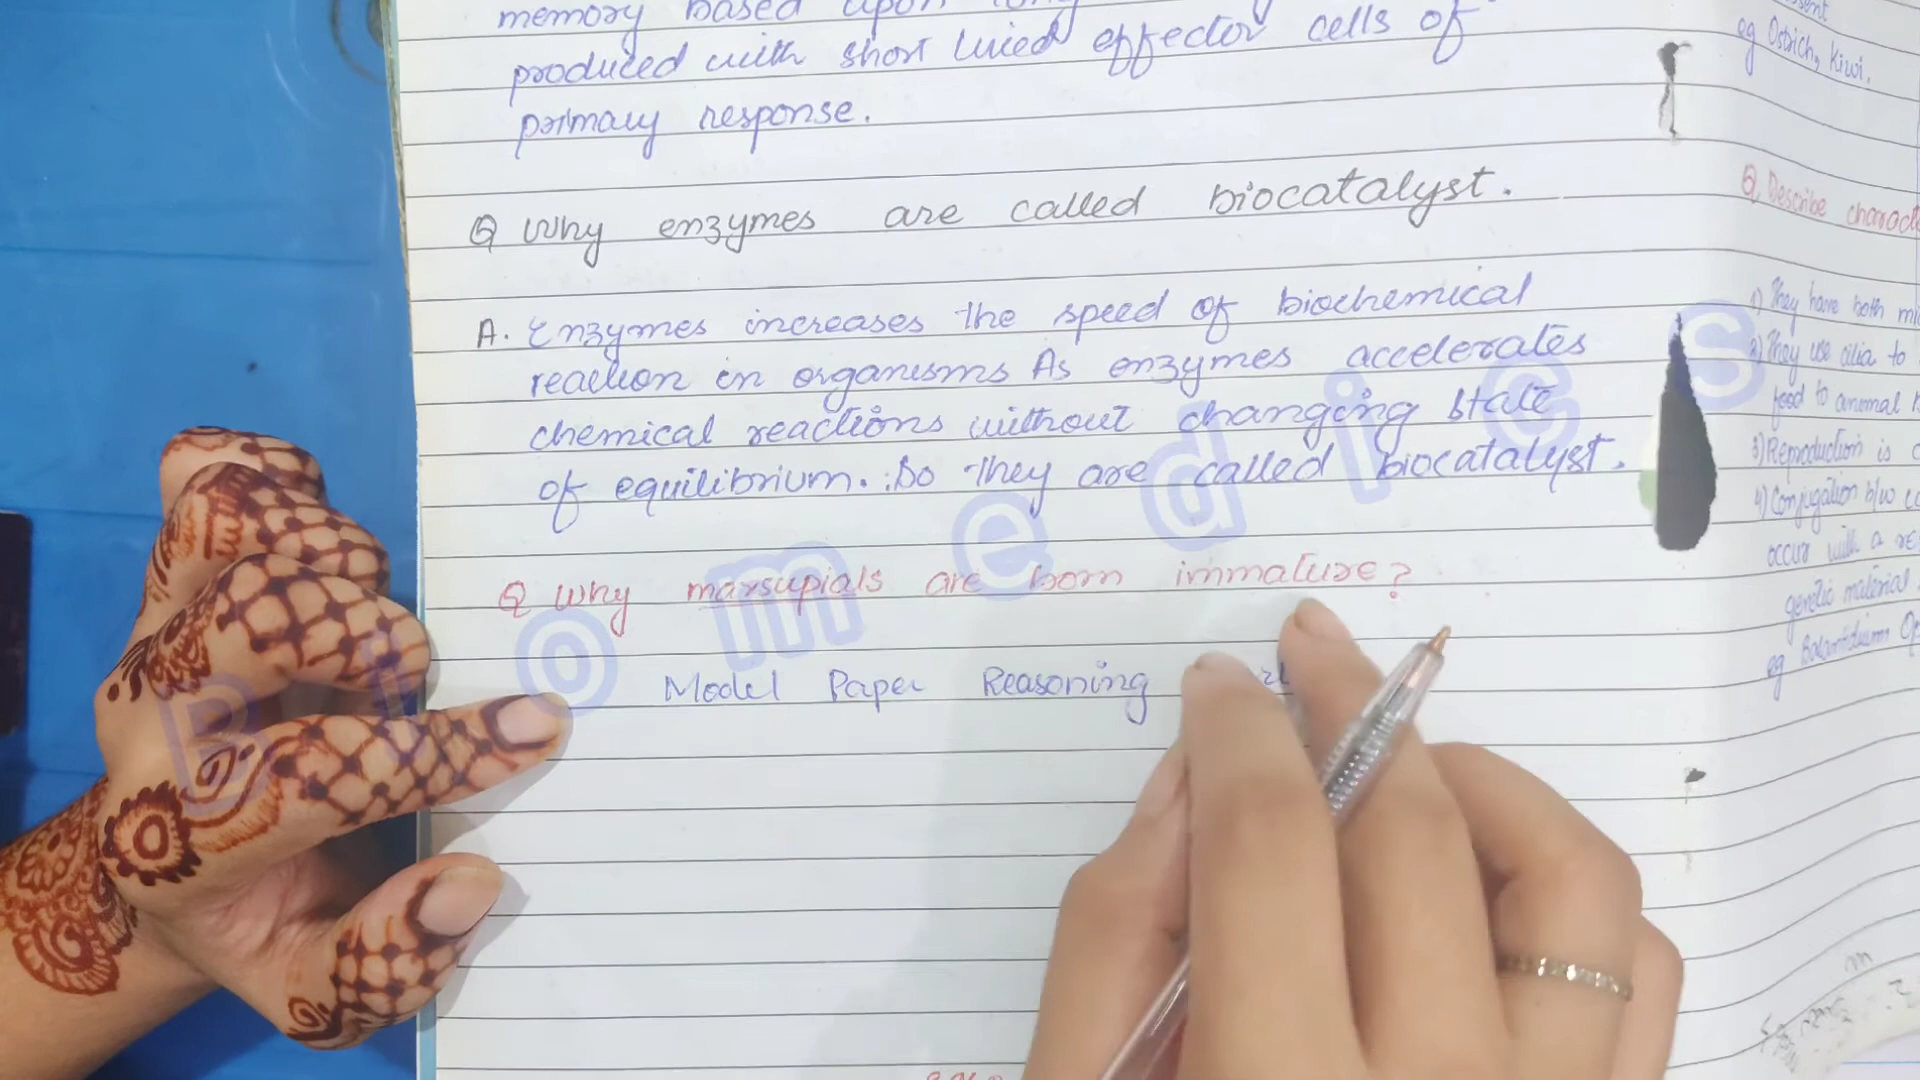 memory based upon
produced with short lived effector cells of
primary response.
Q Why enzymes are called biocatalyst.
A. Enzymes increases the speed of biochemical
reaction in organisms As enzymes accelerates
chemical reactions without changing state
of equilibrium. So they are called biocatalyst.
Q Why marsupials are born immature?
Model Paper Reasoning
eg Ostrich, Kiwi.
Q Describe
1) They have both
2) They use cilia to
food to animal
3) Reproduction is
4) Conjugation b/w
occur with a
genetic material.
eg Balantidium
Biomedics